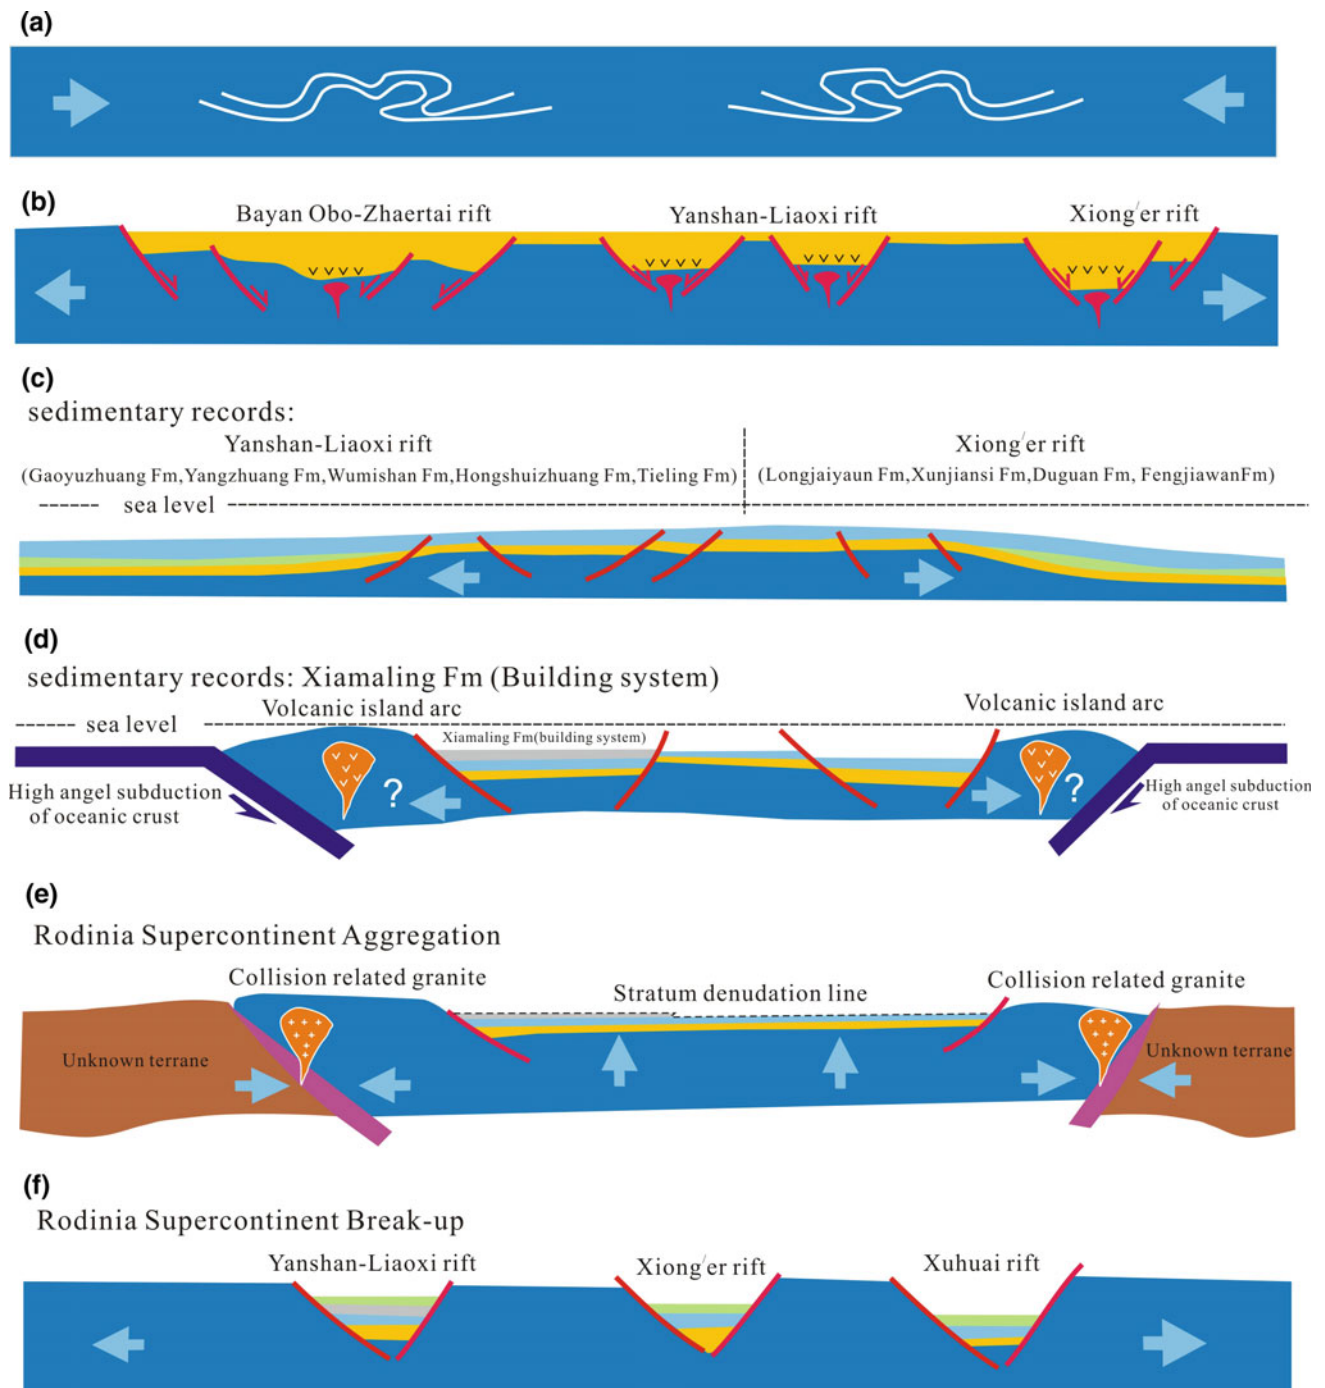 (a)
(b)
Bayan Obo-Zhaertai rift
Yanshan-Liaoxi rift
Xiong'er rift
(c)
sedimentary records:
Yanshan-Liaoxi rift
Xiong'er rift
(Gaoyuzhuang Fm,Yangzhuang Fm,Wumishan Fm,Hongshuizhuang Fm,Tieling Fm)
(Longjaiyaun Fm,Xunjiansi Fm,Duguan Fm, FengjiawanFm)
sea level
(d)
sedimentary records: Xiamaling Fm (Building system)
sea level
Volcanic island arc
Volcanic island arc
Xiamaling Fm(building system)
High angel subduction
of oceanic crust
?
?
High angel subduction
of oceanic crust
(e)
Rodinia Supercontinent Aggregation
Collision related granite
Stratum denudation line
Collision related granite
Unknown terrane
Unknown terrane
(f)
Rodinia Supercontinent Break-up
Yanshan-Liaoxi rift
Xiong'er rift
Xuhuai rift